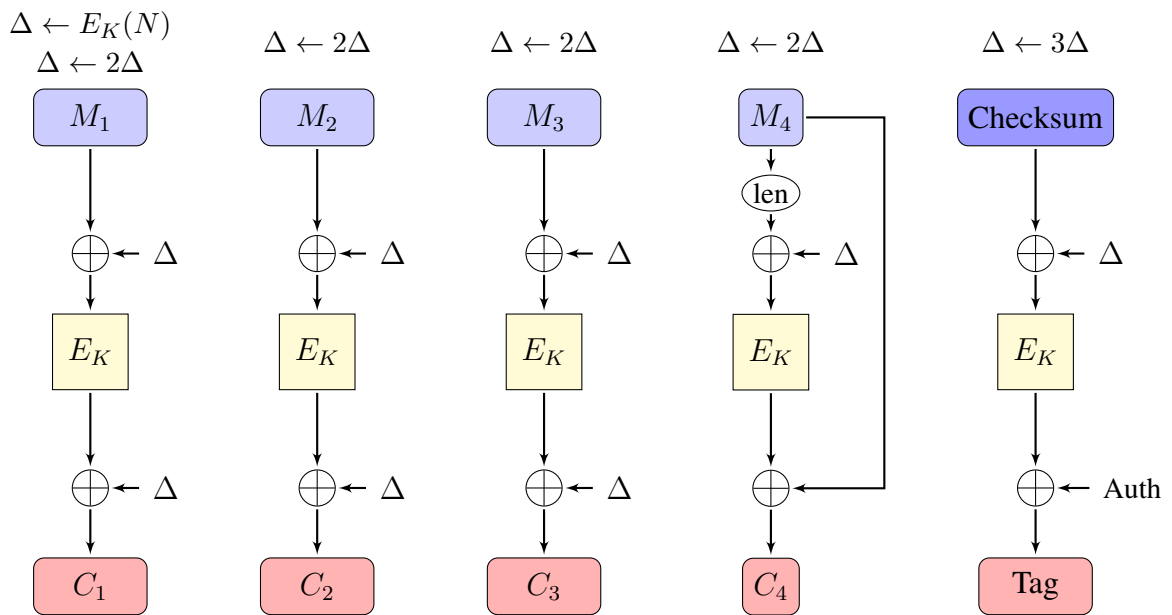 Δ ← E_K(N)
Δ ← 2Δ
Δ ← 2Δ
Δ ← 2Δ
Δ ← 2Δ
Δ ← 3Δ
M_1
M_2
M_3
M_4
Checksum
len
Δ
Δ
Δ
Δ
Δ
E_K
E_K
E_K
E_K
E_K
Δ
Δ
Δ
Auth
C_1
C_2
C_3
C_4
Tag